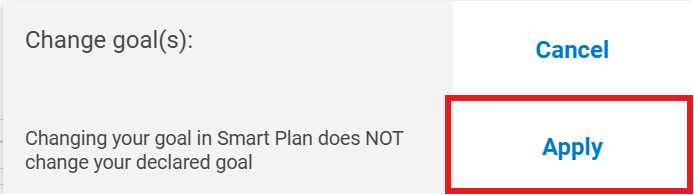 Change goal(s):
Cancel
Changing your goal in Smart Plan does NOT
change your declared goal
Apply